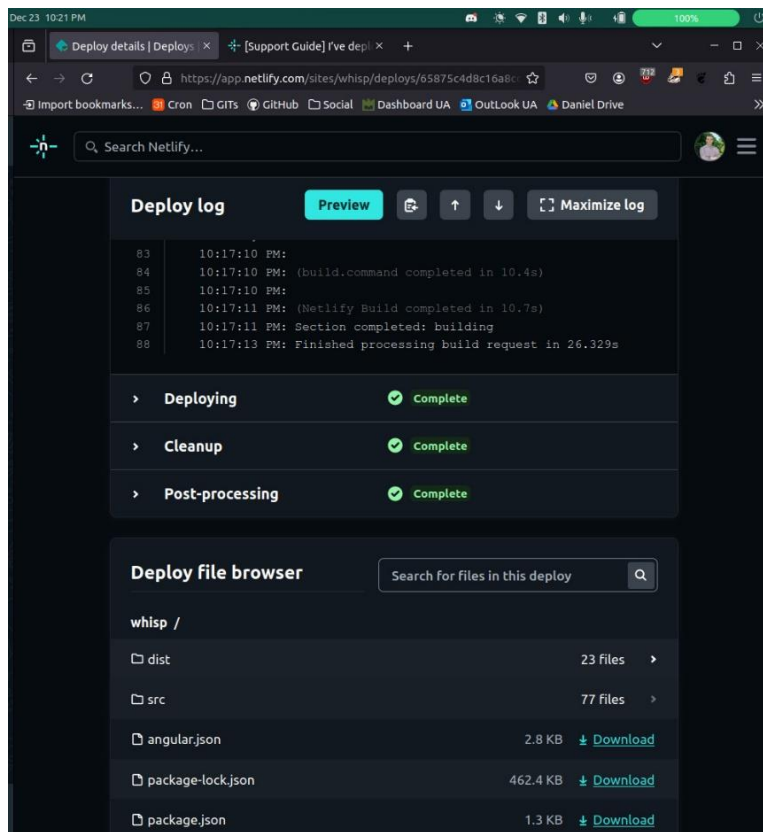 Dec 23 10:21 PM
100%
Deploy details | Deploys |
[Support Guide] I've depl
https://app.netlify.com/sites/whisp/deploys/65875c4d8c16a8c
Import bookmarks... Cron GITs GitHub Social Dashboard UA OutLook UA Daniel Drive
Search Netlify...
Deploy log Preview Maximize log
83 10:17:10 PM:
84 10:17:10 PM: (build.command completed in 10.4s)
85 10:17:10 PM:
86 10:17:11 PM: (Netlify Build completed in 10.7s)
87 10:17:11 PM: Section completed: building
88 10:17:13 PM: Finished processing build request in 26.329s
Deploying Complete
Cleanup Complete
Post-processing Complete
Deploy file browser Search for files in this deploy
whisp /
dist 23 files
src 77 files
angular.json 2.8 KB Download
package-lock.json 462.4 KB Download
package.json 1.3 KB Download